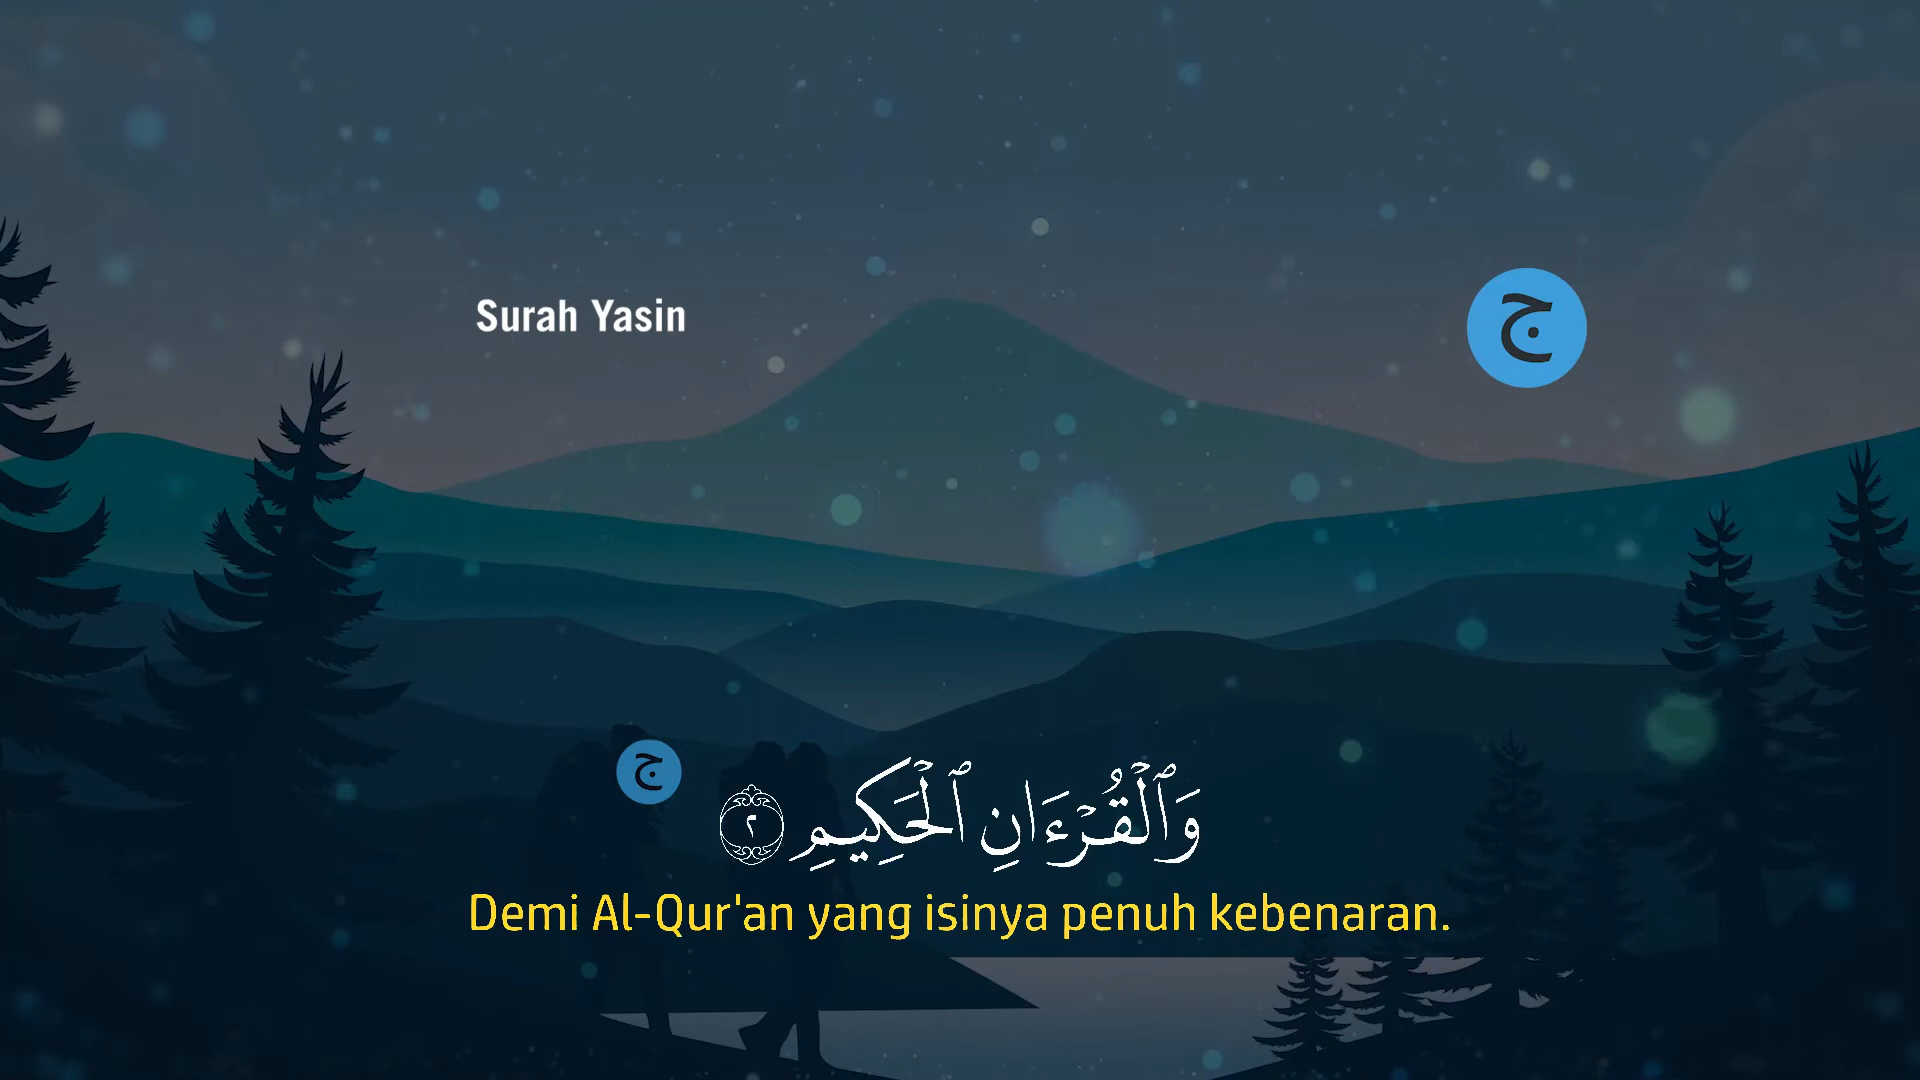 Surah Yasin
ج
ج
وَٱلْقُرْءَانِ ٱلْحَكِيمِ ٢
Demi Al-Qur'an yang isinya penuh kebenaran.